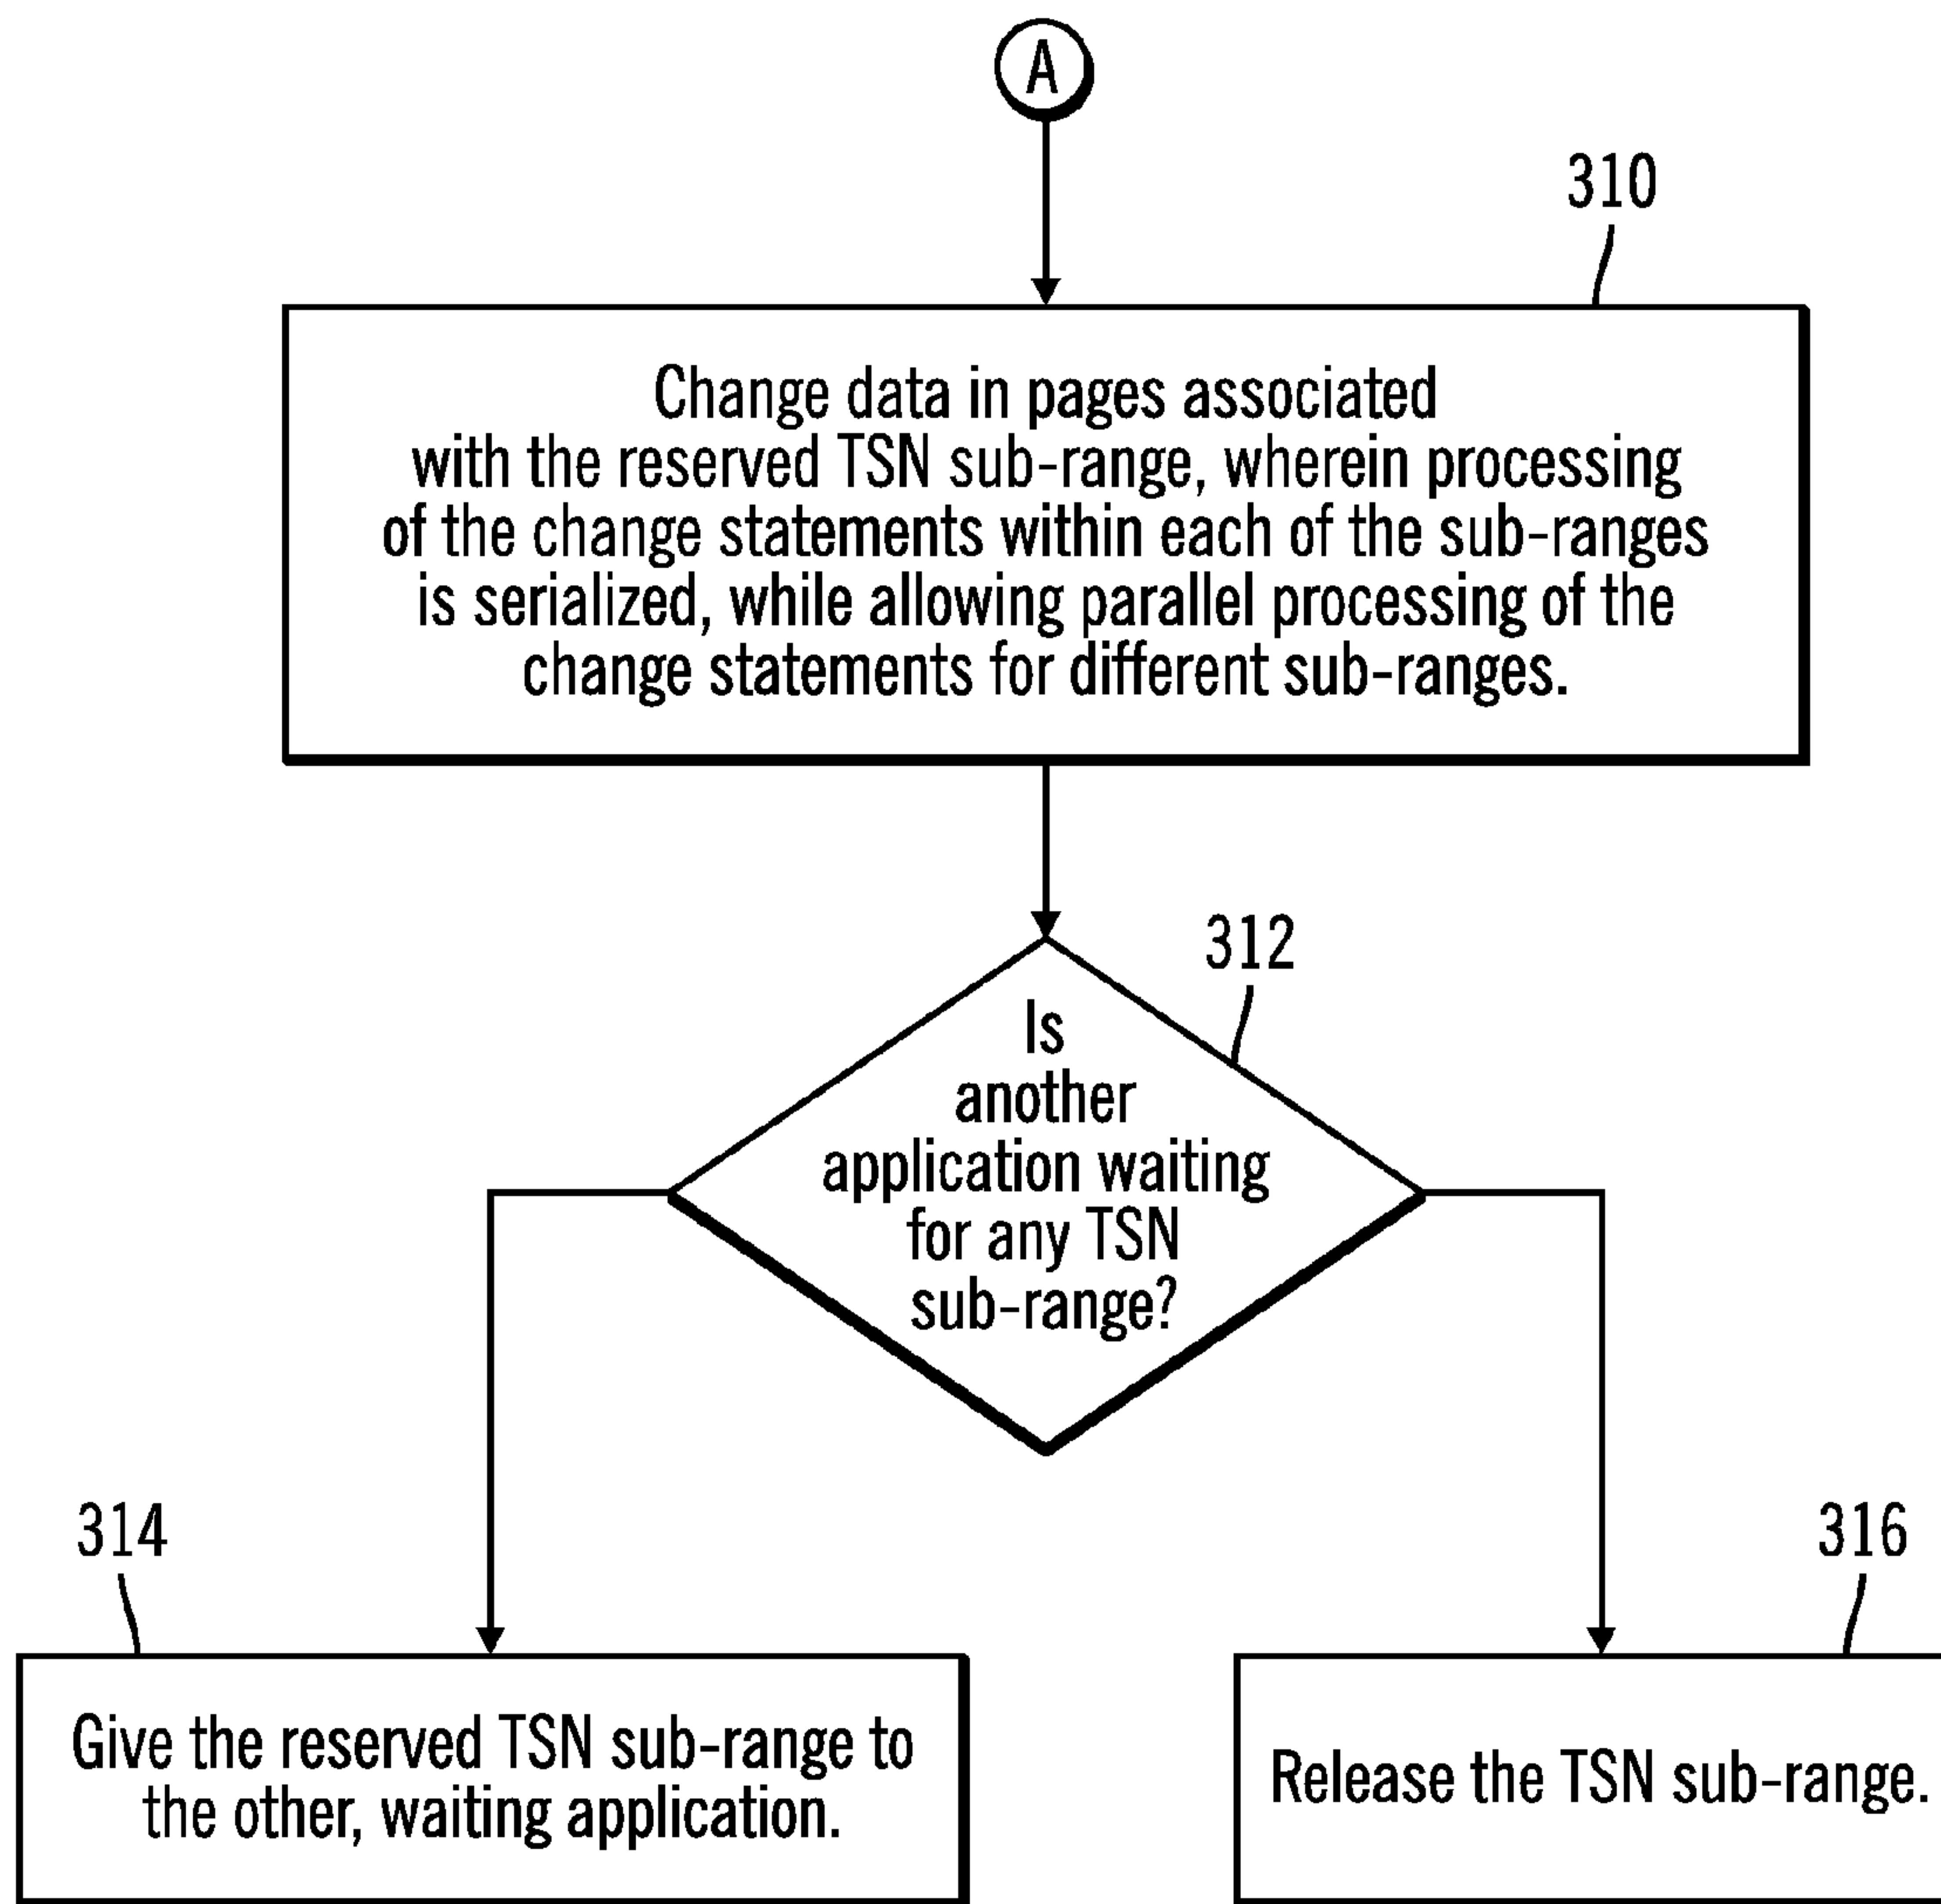 A
310
Change data in pages associated
with the reserved TSN sub-range, wherein processing
of the change statements within each of the sub-ranges
is serialized, while allowing parallel processing of the
change statements for different sub-ranges.
312
Is
another
application waiting
for any TSN
sub-range?
314
Give the reserved TSN sub-range to
the other, waiting application.
316
Release the TSN sub-range.